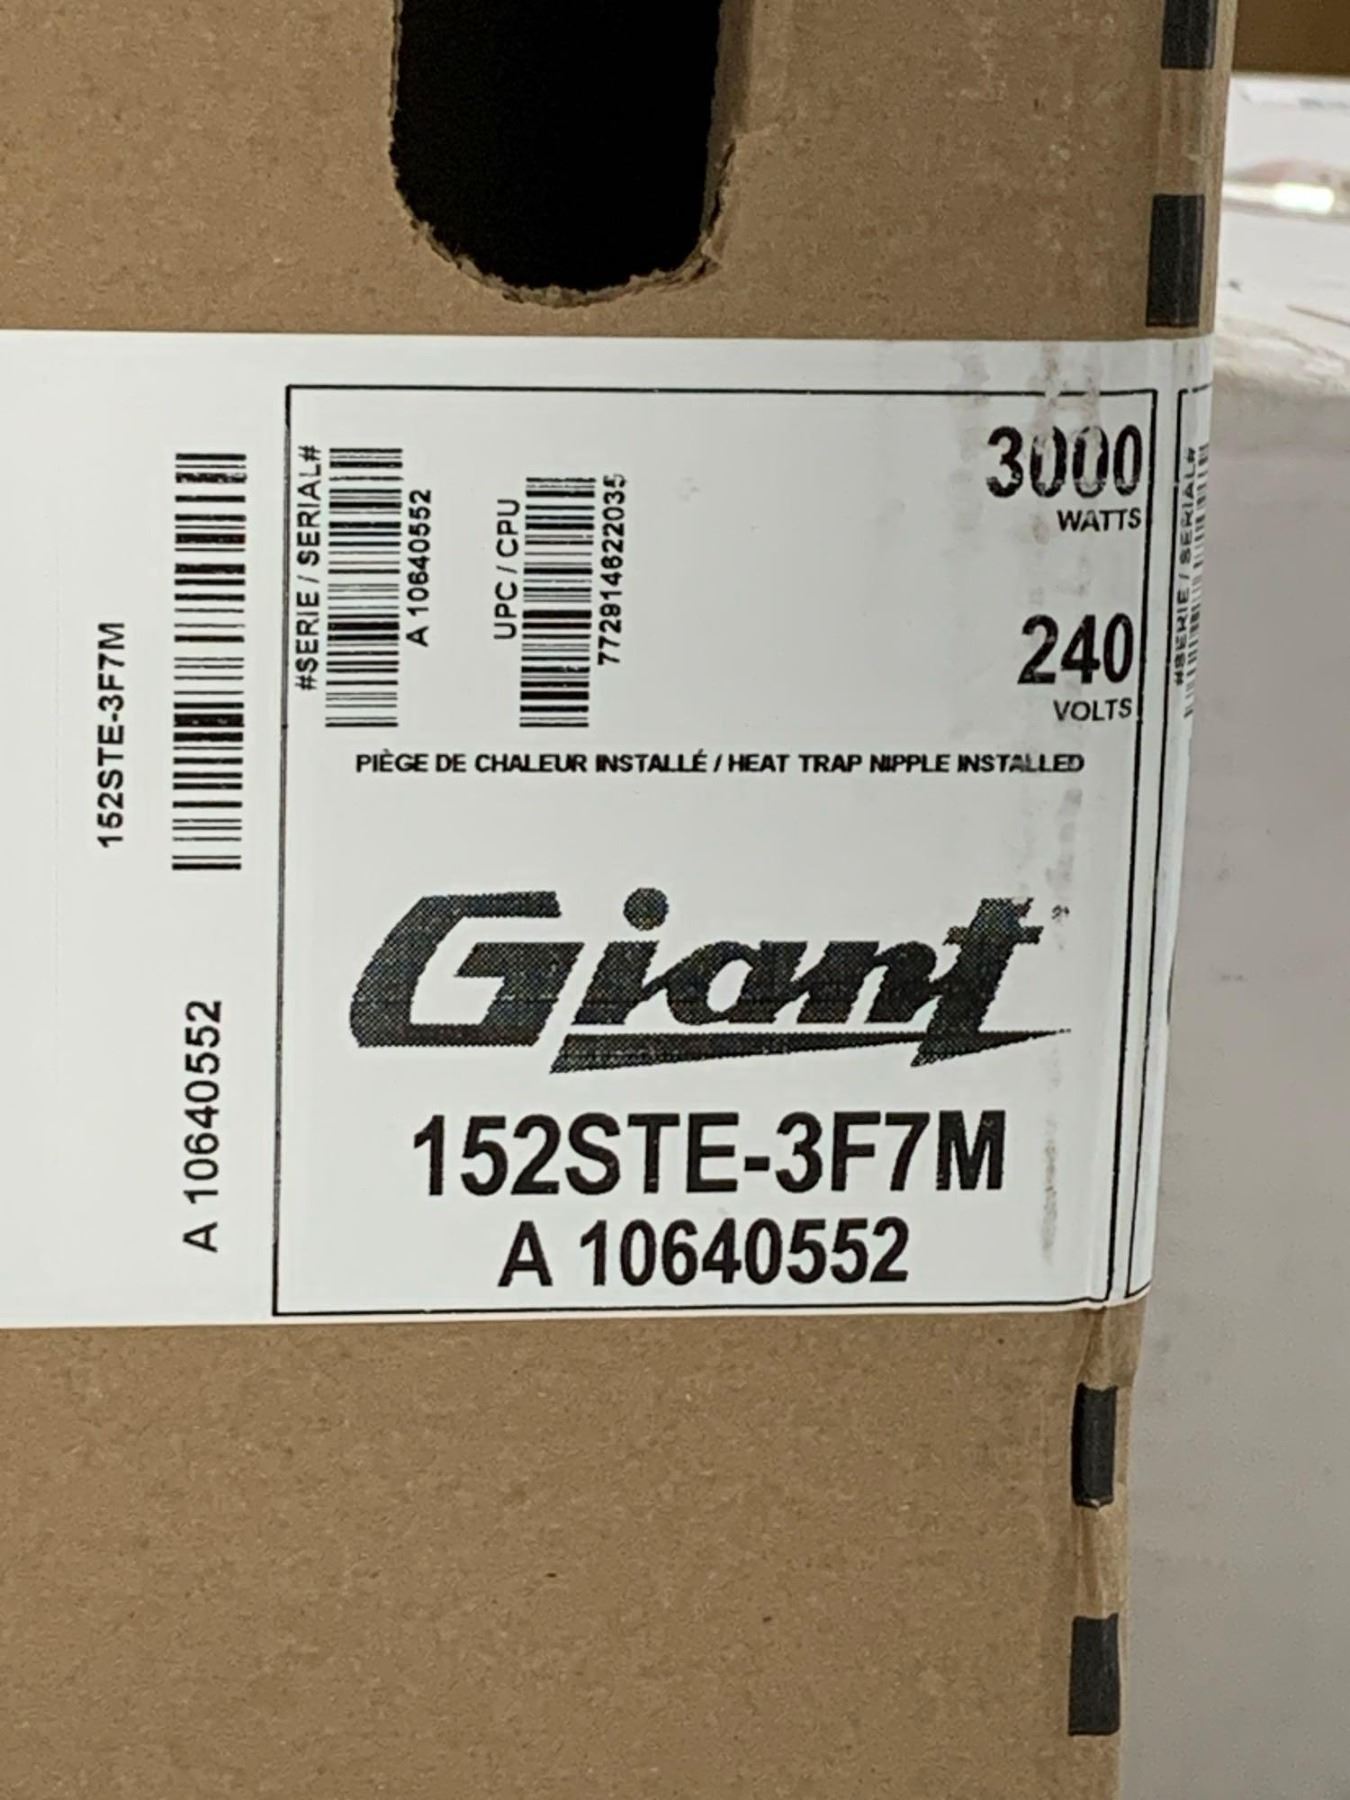 152STE-3F7M
A 10640552
#SERIE / SERIAL#
A 10640552
UPC / CPU
772914622035
3000
WATTS
240
VOLTS
PIÈGE DE CHALEUR INSTALLÉ / HEAT TRAP NIPPLE INSTALLED
Giant
152STE-3F7M
A 10640552
#SERIE / SERIAL#